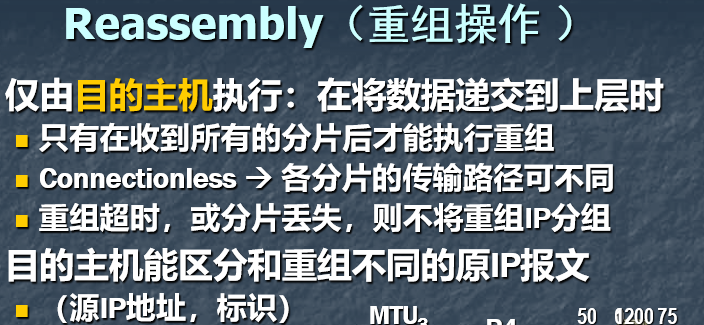 Reassembly（重组操作 ）
仅由目的主机执行：在将数据递交到上层时
只有在收到所有的分片后才能执行重组
Connectionless → 各分片的传输路径可不同
重组超时，或分片丢失，则不将重组IP分组
目的主机能区分和重组不同的原IP报文
（源IP地址，标识）
MTU3
50
75